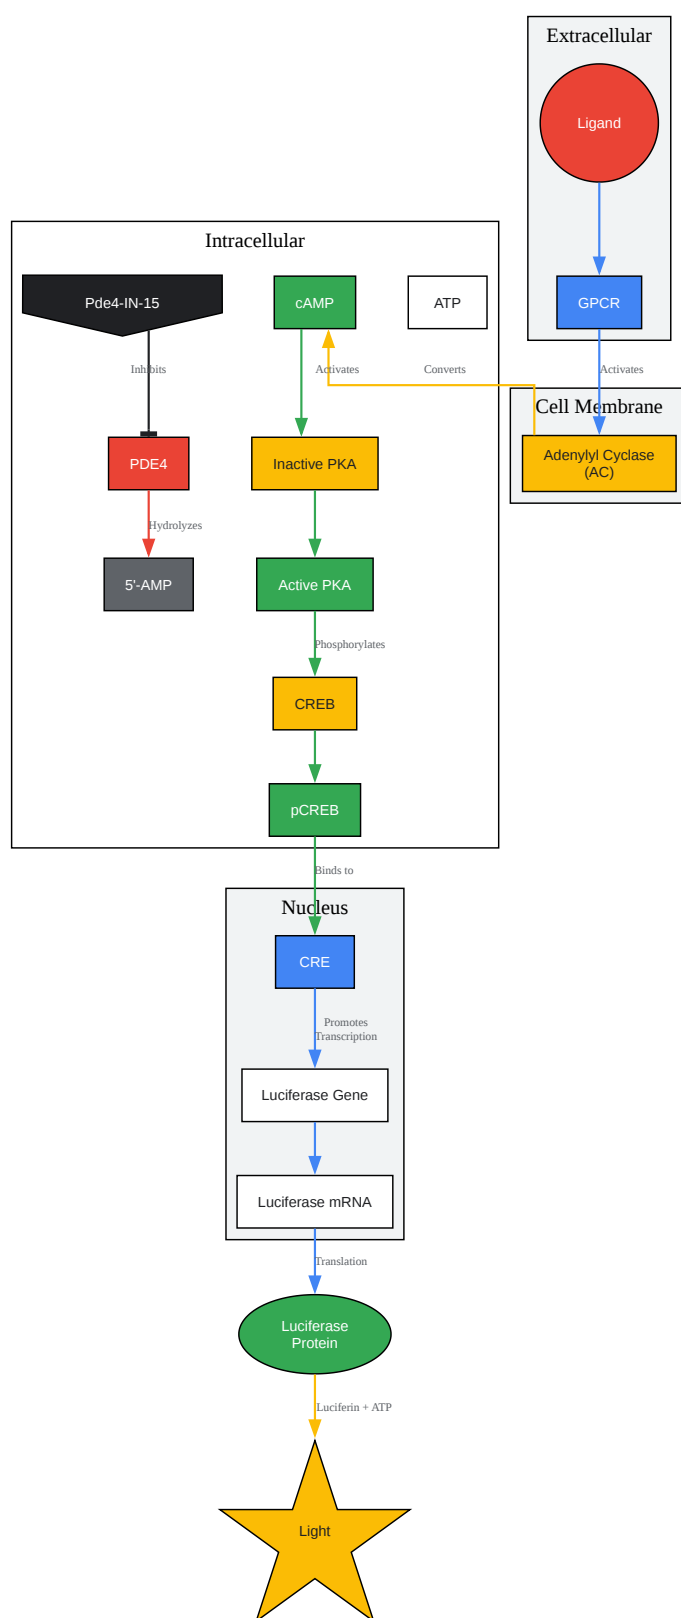 Extracellular
Ligand
GPCR
Activates
Cell Membrane
Adenylyl Cyclase
(AC)
Intracellular
Pde4-IN-15
cAMP
ATP
Inhibits
Activates
Converts
PDE4
Inactive PKA
Hydrolyzes
5'-AMP
Active PKA
Phosphorylates
CREB
pCREB
Binds to
Nucleus
CRE
Promotes
Transcription
Luciferase Gene
Luciferase mRNA
Translation
Luciferase
Protein
Luciferin + ATP
Light